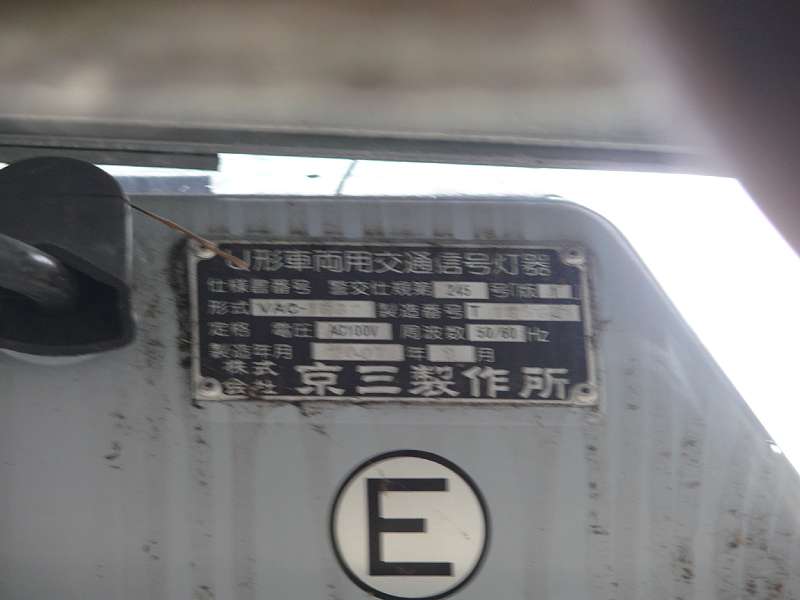 U形車両用交通信号灯器
仕様書番号 警交仕規第 245 号「版 1
形式 VAC- 製造番号 T
定格 電圧 AC100V 周波数 50/60 Hz
製造年月 年 月
株式会社 京三製作所
E